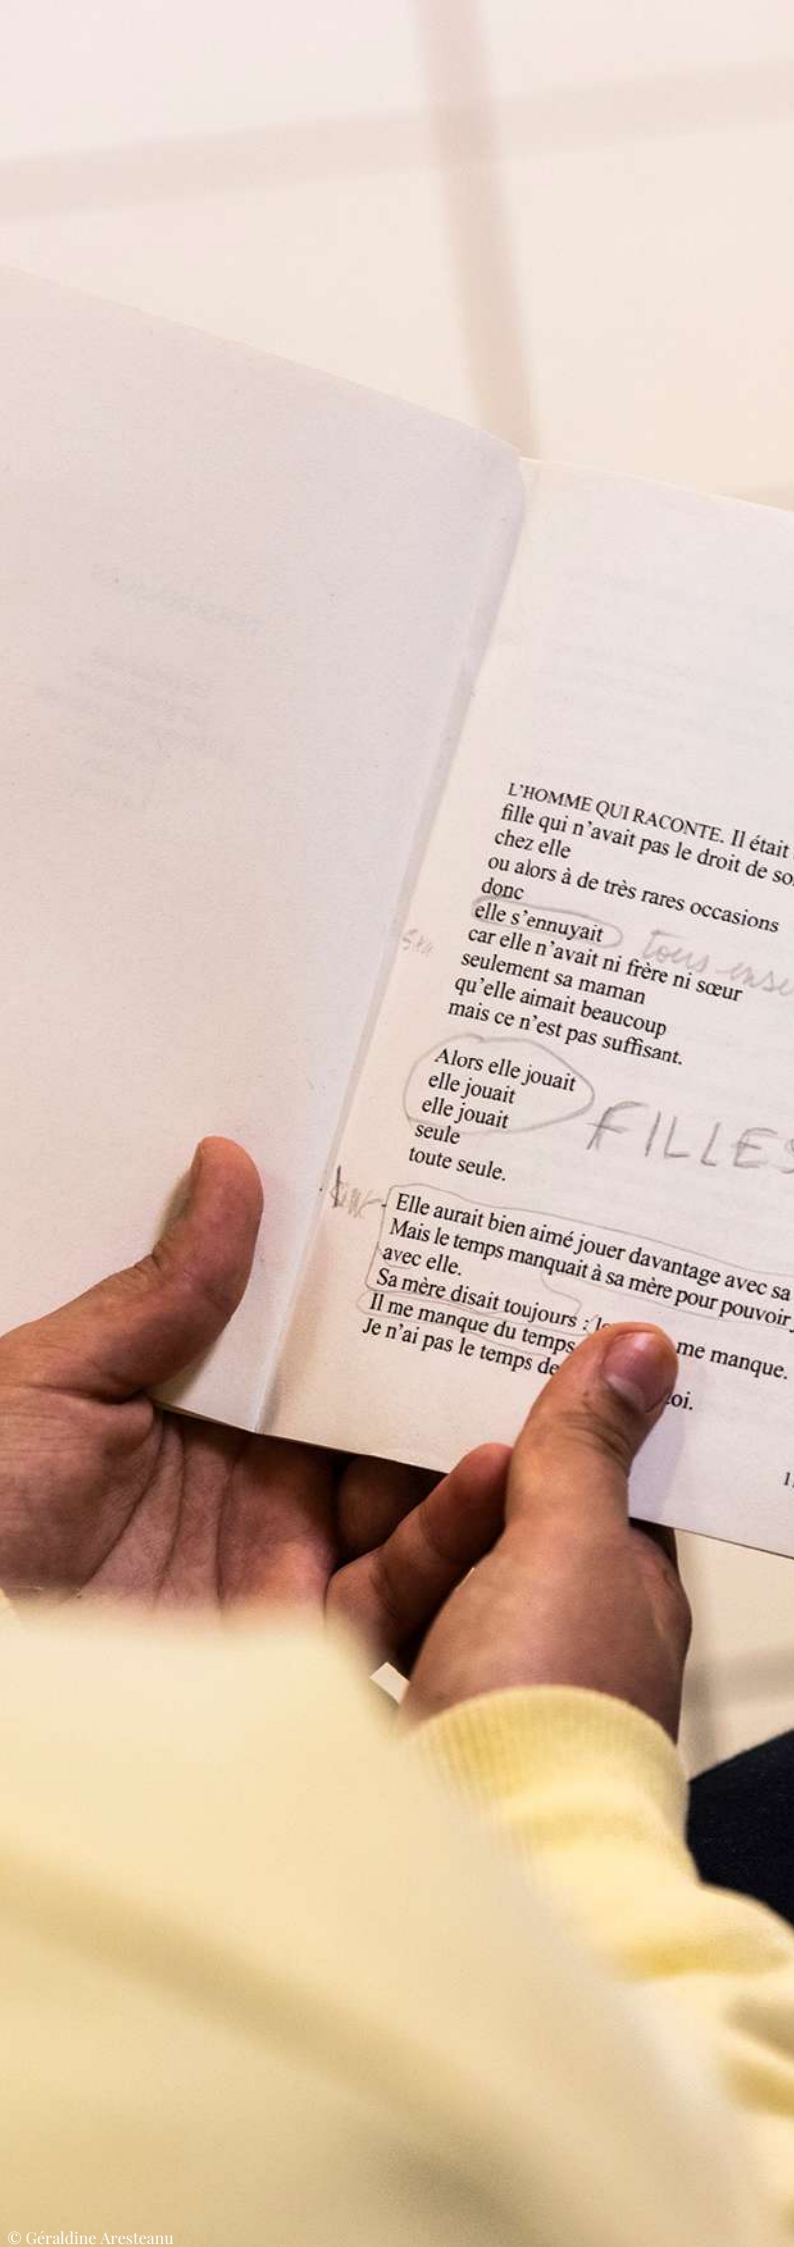 L'HOMME QUI RACONTE. Il était
fille qui n'avait pas le droit de so
chez elle
ou alors à de très rares occasions
donc
elle s'ennuyait
tous ense
car elle n'avait ni frère ni sœur
seulement sa maman
qu'elle aimait beaucoup
mais ce n'est pas suffisant.
Alors elle jouait
elle jouait
elle jouait
FILLES
seule
toute seule.
Elle aurait bien aimé jouer davantage avec sa
Mais le temps manquait à sa mère pour pouvoir
avec elle.
Sa mère disait toujours : me manque.
Il me manque du temps
Je n'ai pas le temps de oi.
© Géraldine Aresteanu